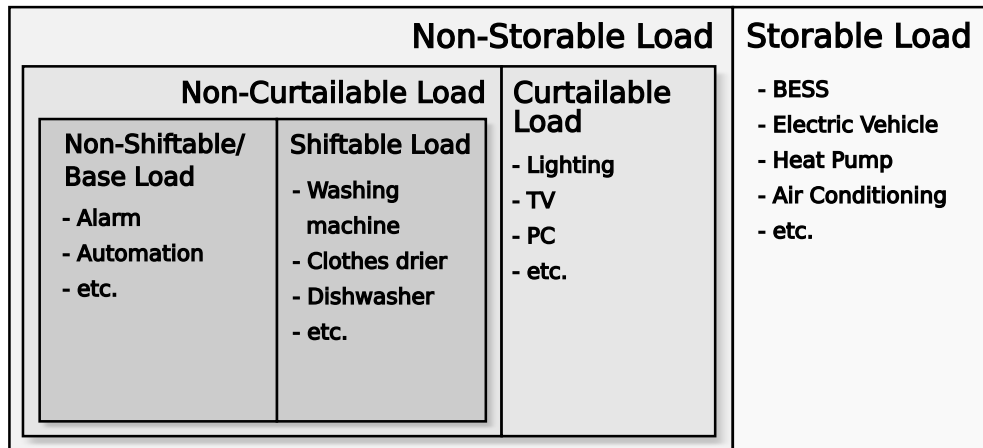 Non-Storable Load
Non-Curtailable Load
Non-Shiftable/
Base Load
- Alarm
- Automation
- etc.
Shiftable Load
- Washing
machine
- Clothes drier
- Dishwasher
- etc.
Curtailable
Load
- Lighting
- TV
- PC
- etc.
Storable Load
- BESS
- Electric Vehicle
- Heat Pump
- Air Conditioning
- etc.